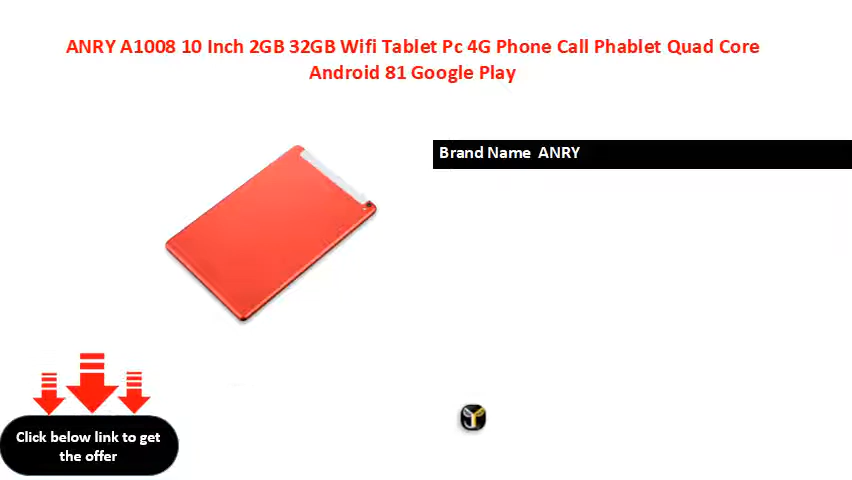 ANRY A1008 10 Inch 2GB 32GB Wifi Tablet Pc 4G Phone Call Phablet Quad Core
Android 81 Google Play
Brand Name ANRY
Click below link to get
the offer